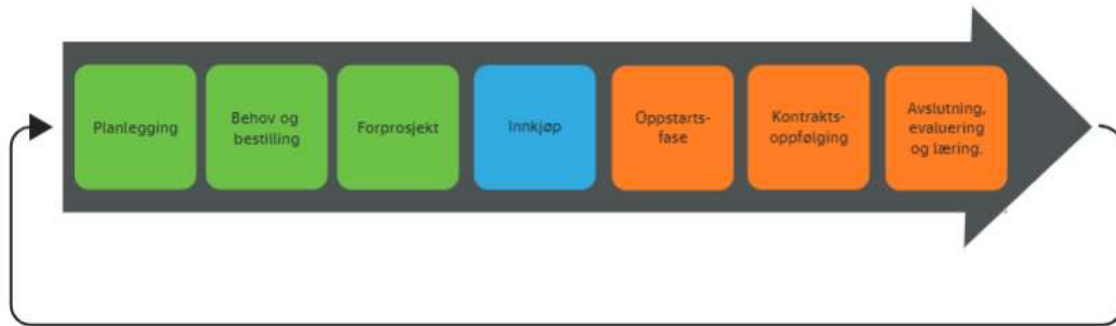 Planlegging
Behov og
bestilling
Forprosjekt
Innkjøp
Oppstarts-
fase
Kontrakts-
oppfølging
Avslutning,
evaluering
og læring.